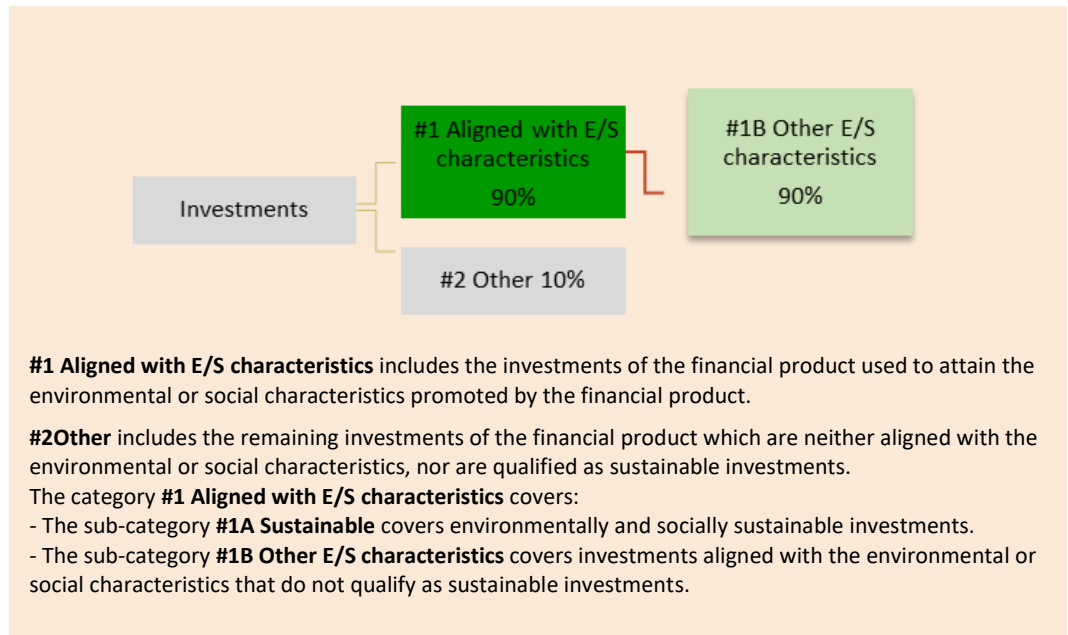 #1 Aligned with E/S
characteristics
90%
#1B Other E/S
characteristics
90%
Investments
#2 Other 10%
#1 Aligned with E/S characteristics includes the investments of the financial product used to attain the
environmental or social characteristics promoted by the financial product.
#2Other includes the remaining investments of the financial product which are neither aligned with the
environmental or social characteristics, nor are qualified as sustainable investments.
The category #1 Aligned with E/S characteristics covers:
- The sub-category #1A Sustainable covers environmentally and socially sustainable investments.
- The sub-category #1B Other E/S characteristics covers investments aligned with the environmental or
social characteristics that do not qualify as sustainable investments.